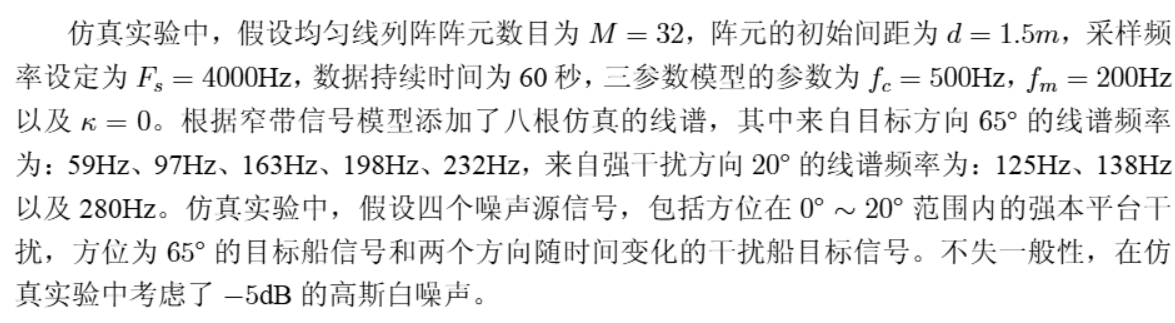 仿真实验中，假设均匀线列阵阵元数目为 M = 32，阵元的初始间距为 d = 1.5m，采样频
率设定为 Fₛ = 4000Hz，数据持续时间为 60 秒，三参数模型的参数为 f_c = 500Hz，f_m = 200Hz
以及 κ = 0。根据窄带信号模型添加了八根仿真的线谱，其中来自目标方向 65° 的线谱频率
为：59Hz、97Hz、163Hz、198Hz、232Hz，来自强干扰方向 20° 的线谱频率为：125Hz、138Hz
以及 280Hz。仿真实验中，假设四个噪声源信号，包括方位在 0° ∼ 20° 范围内的强本平台干
扰，方位为 65° 的目标船信号和两个方向随时间变化的干扰船目标信号。不失一般性，在仿
真实验中考虑了 −5dB 的高斯白噪声。